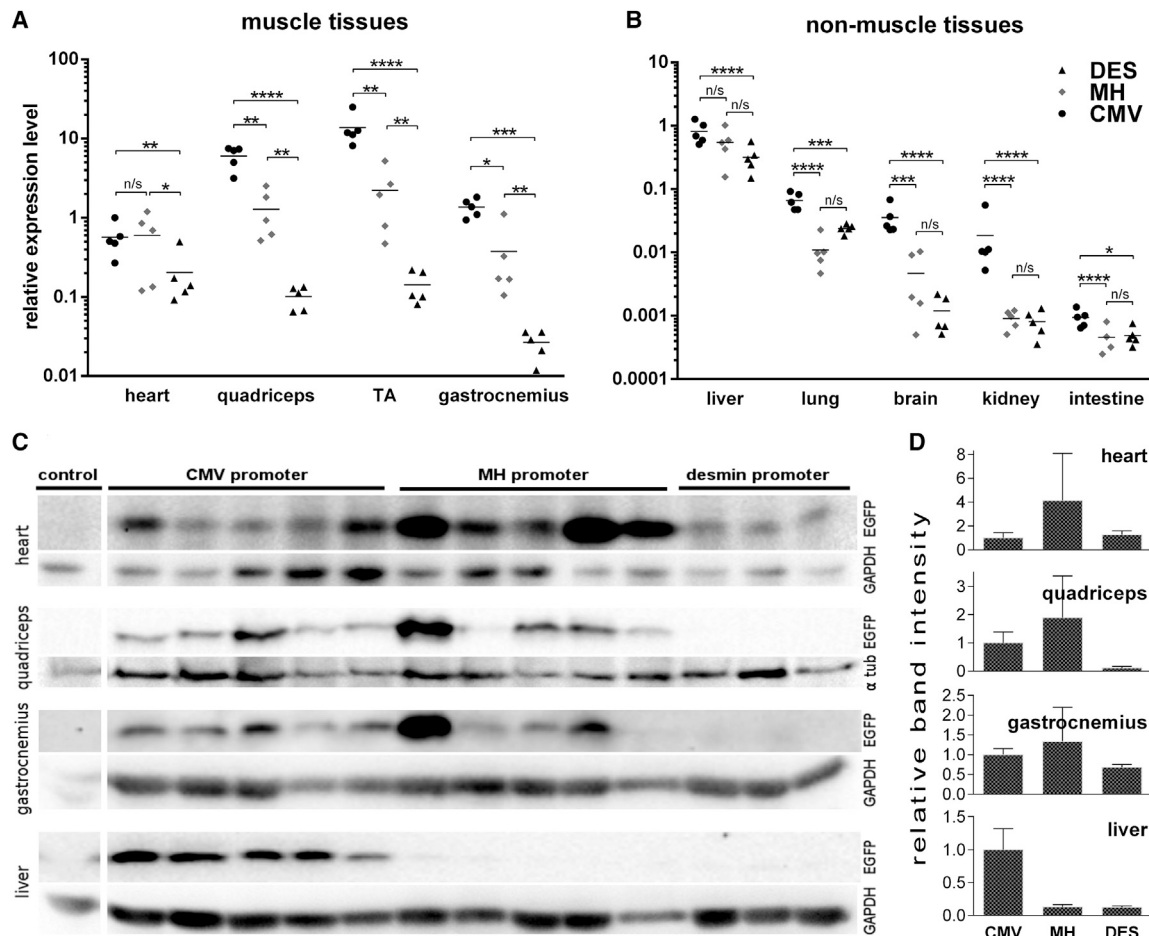 A
muscle tissues
relative expression level
100
10
1
0.1
0.01
** n/s *
**** ** **
**** ** **
*** * **
heart quadriceps TA gastrocnemius
B
non-muscle tissues
DES
MH
CMV
10
1
0.1
0.01
0.001
0.0001
**** n/s n/s
*** **** n/s
**** *** n/s
**** **** n/s
* **** n/s
liver lung brain kidney intestine
C
control CMV promoter MH promoter desmin promoter
heart
EGFP
GAPDH
quadriceps
EGFP
α tub
gastrocnemius
EGFP
GAPDH
liver
EGFP
GAPDH
D
relative band intensity
heart
8
6
4
2
0
quadriceps
3
2
1
0
gastrocnemius
2.5
2.0
1.5
1.0
0.5
0.0
liver
1.5
1.0
0.5
0.0
CMV MH DES